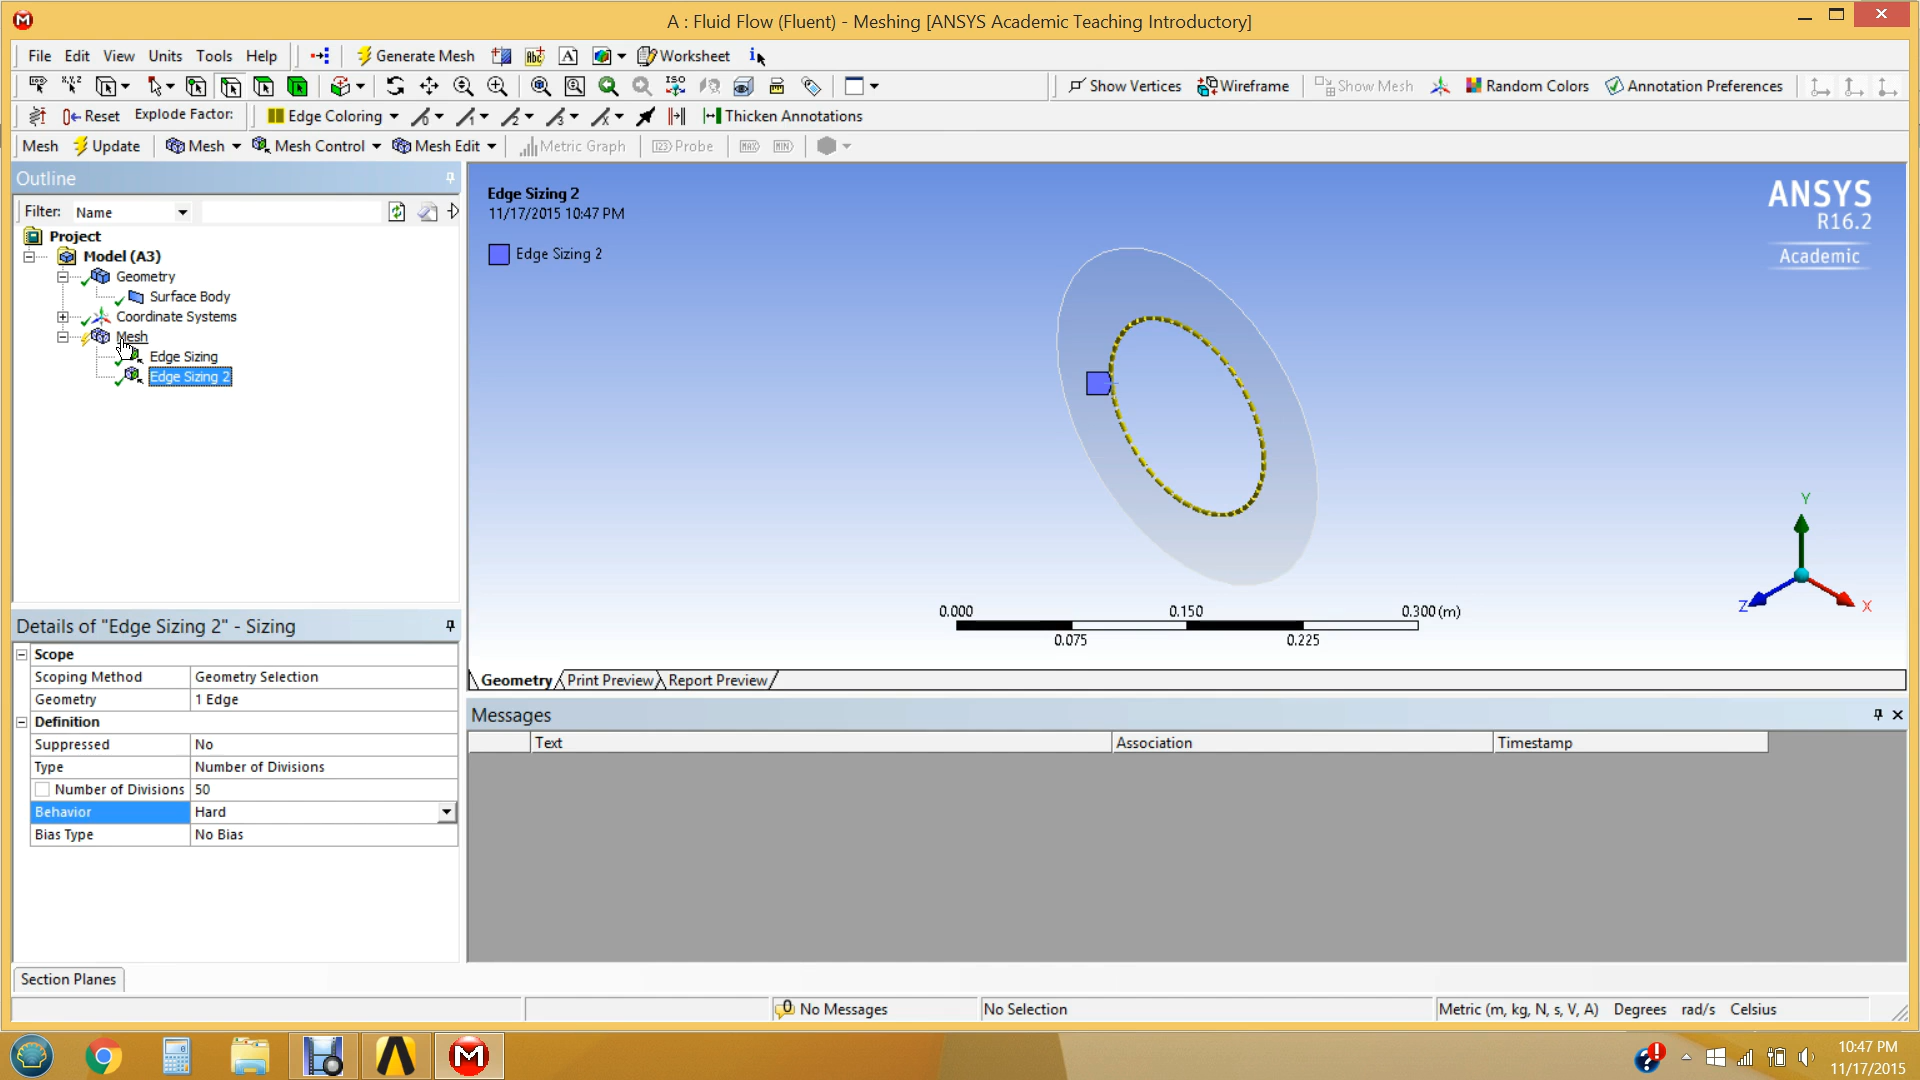 A : Fluid Flow (Fluent) - Meshing [ANSYS Academic Teaching Introductory]
File Edit View Units Tools Help Generate Mesh Worksheet
Show Vertices Wireframe Show Mesh Random Colors Annotation Preferences
Reset Explode Factor: Edge Coloring Thicken Annotations
Mesh Update Mesh Mesh Control Mesh Edit Metric Graph Probe MAX MIN
Outline
Filter: Name
Project
Model (A3)
Geometry
Surface Body
Coordinate Systems
Mesh
Edge Sizing
Edge Sizing 2
Details of "Edge Sizing 2" - Sizing
Scope
Scoping Method Geometry Selection
Geometry 1 Edge
Definition
Suppressed No
Type Number of Divisions
Number of Divisions 50
Behavior Hard
Bias Type No Bias
Section Planes
Edge Sizing 2
11/17/2015 10:47 PM
Edge Sizing 2
ANSYS
R16.2
Academic
Y
Z X
0.000 0.150 0.300 (m)
0.075 0.225
Geometry Print Preview Report Preview
Messages
Text Association Timestamp
No Messages No Selection Metric (m, kg, N, s, V, A) Degrees rad/s Celsius
10:47 PM
11/17/2015